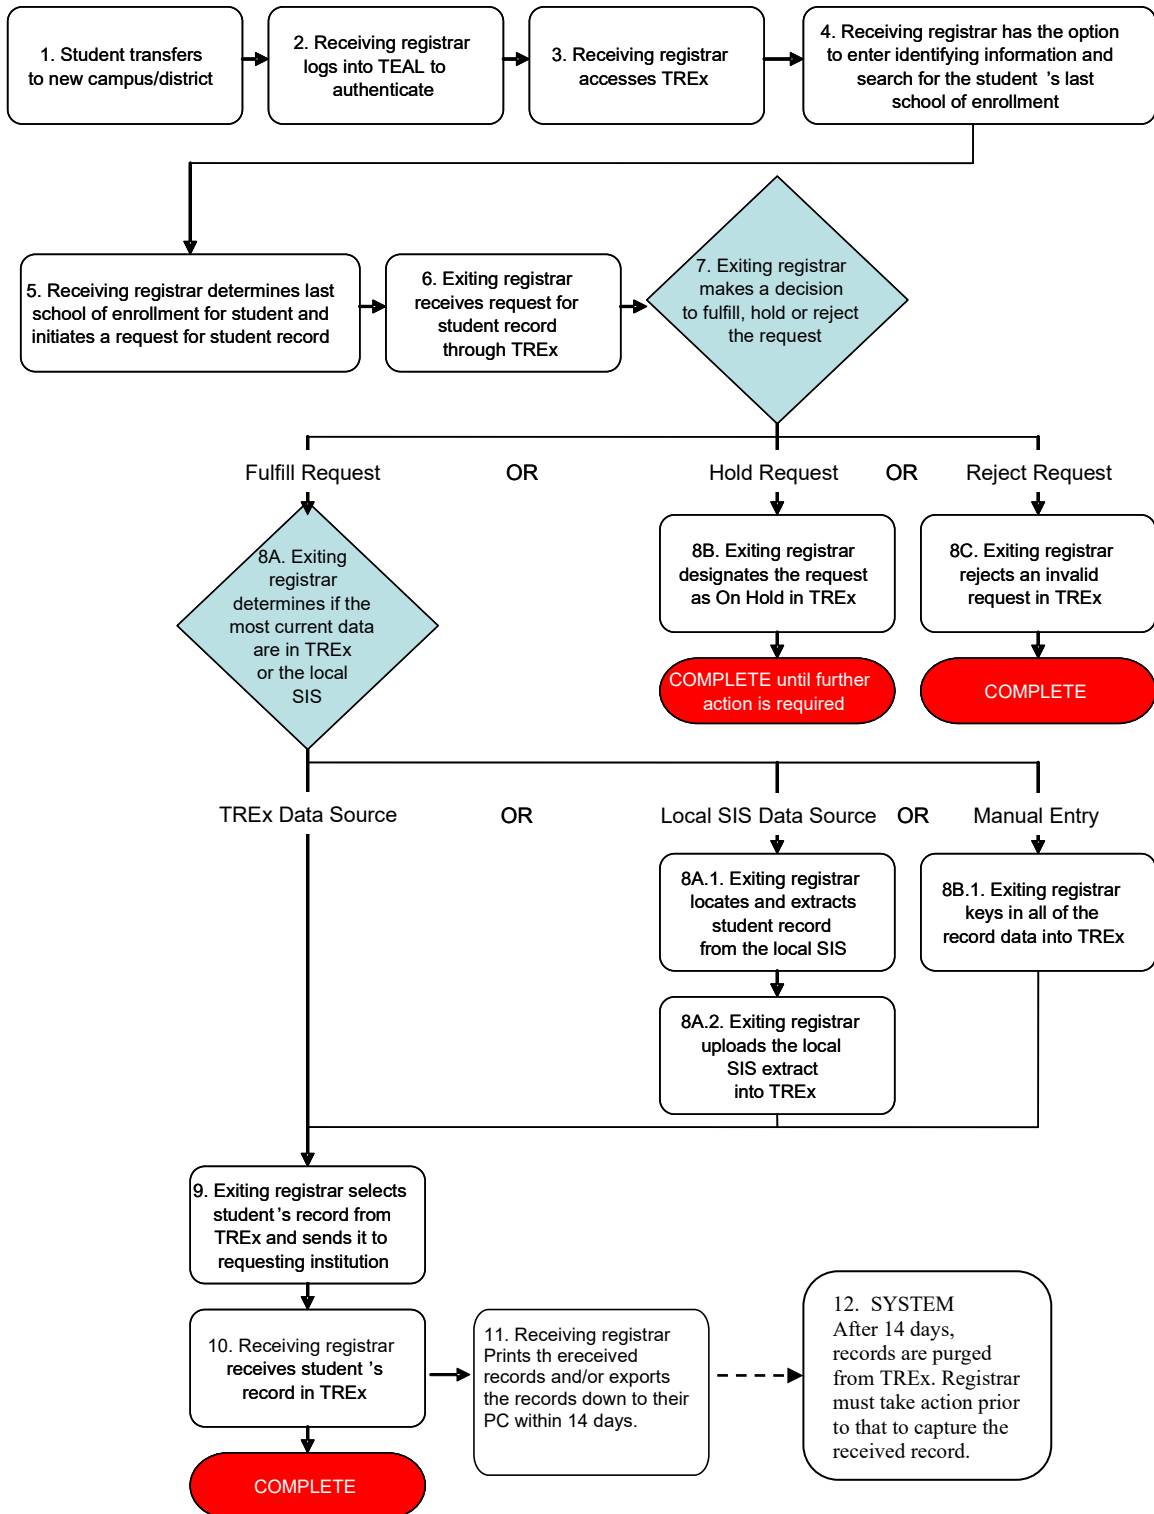 1. Student transfers
to new campus/district
2. Receiving registrar
logs into TEAL to
authenticate
3. Receiving registrar
accesses TREx
4. Receiving registrar has the option
to enter identifying information and
search for the student 's last
school of enrollment
5. Receiving registrar determines last
school of enrollment for student and
initiates a request for student record
6. Exiting registrar
receives request for
student record
through TREx
7. Exiting registrar
makes a decision
to fulfill, hold or reject
the request
Fulfill Request
OR
Hold Request
OR
Reject Request
8A. Exiting
registrar
determines if the
most current data
are in TREx
or the local
SIS
8B. Exiting registrar
designates the request
as On Hold in TREx
8C. Exiting registrar
rejects an invalid
request in TREx
COMPLETE until further
action is required
COMPLETE
TREx Data Source
OR
Local SIS Data Source
OR
Manual Entry
8A.1. Exiting registrar
locates and extracts
student record
from the local SIS
8B.1. Exiting registrar
keys in all of the
record data into TREx
8A.2. Exiting registrar
uploads the local
SIS extract
into TREx
9. Exiting registrar selects
student's record from
TREx and sends it to
requesting institution
10. Receiving registrar
receives student 's
record in TREx
11. Receiving registrar
Prints th ereceived
records and/or exports
the records down to their
PC within 14 days.
12. SYSTEM
After 14 days,
records are purged
from TREx. Registrar
must take action prior
to that to capture the
received record.
COMPLETE